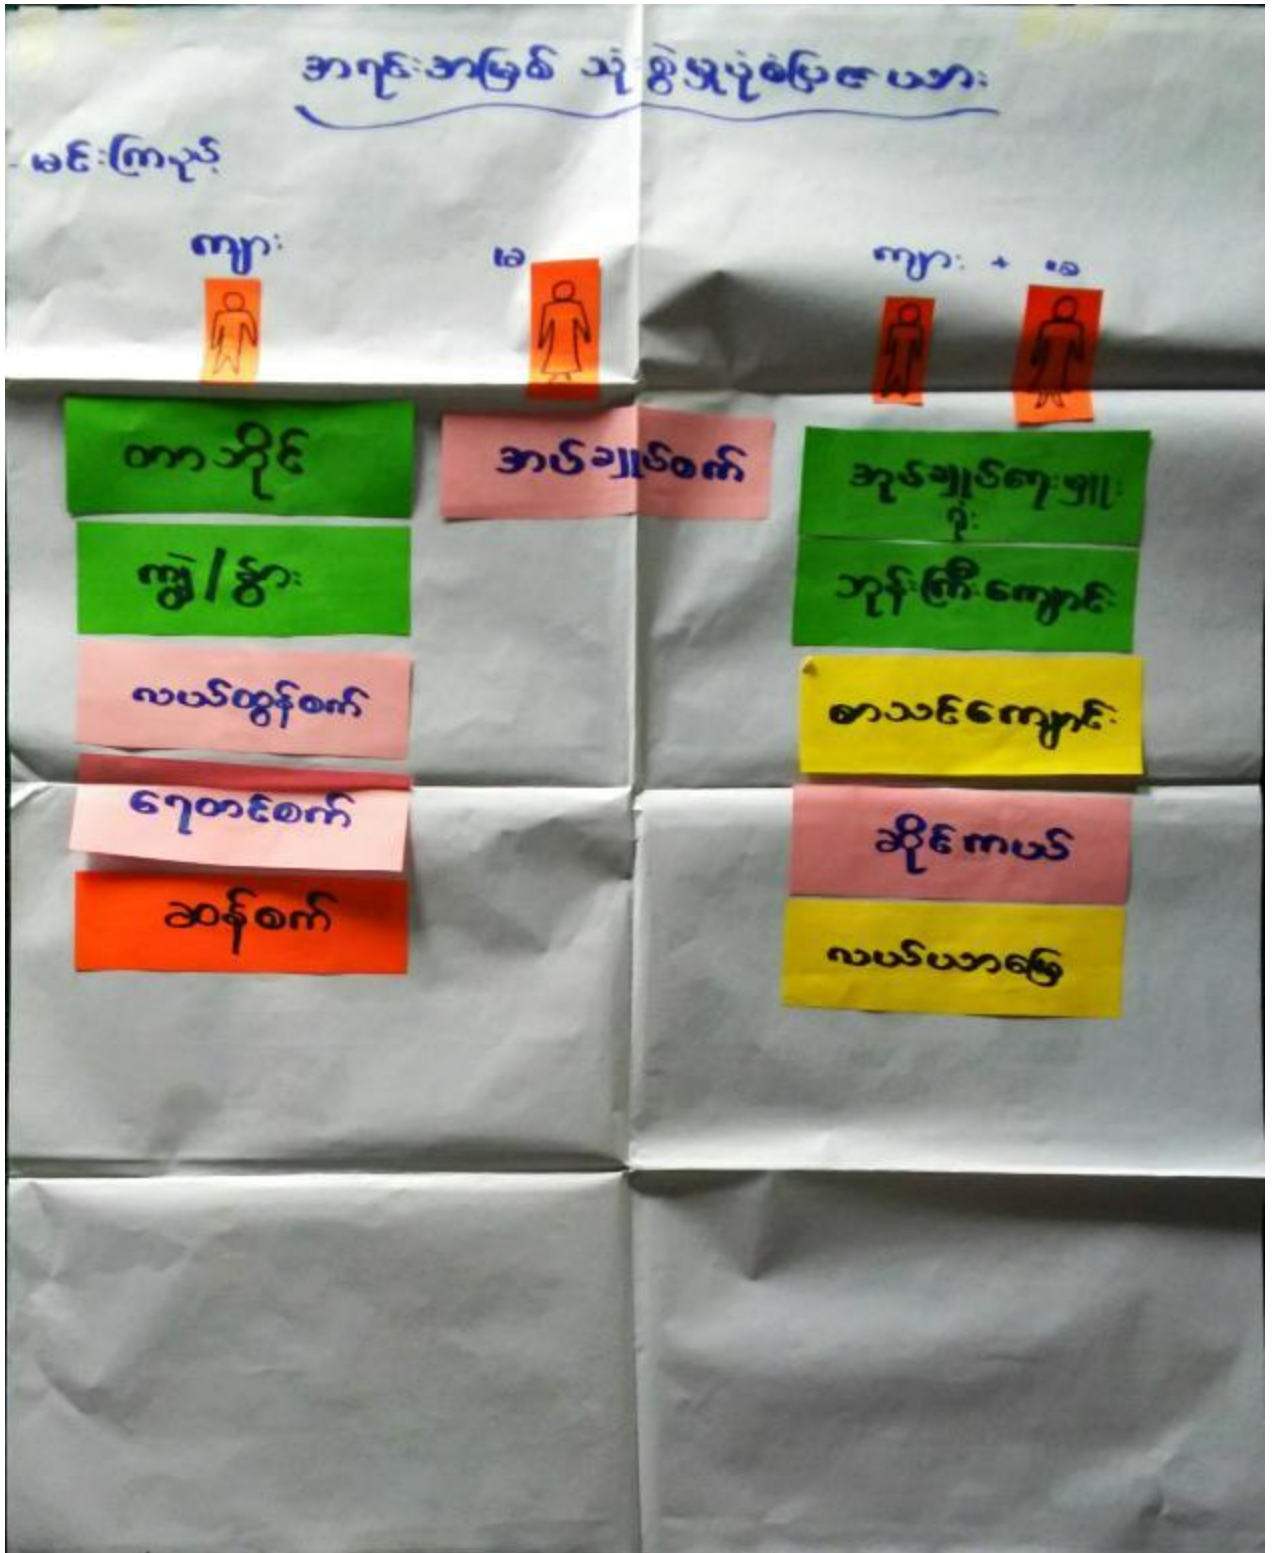 အရင်းအမြစ် သုံးစွဲမှုပုံစံပြဇယား
- မင်းကြာည့်
ကျား
မ
ကျား + မ
တာဘိုင်
အပ်ချုပ်စက်
အုပ်ချုပ်ရေးမှူး
ရုံး
ကျွဲ/နွား
ဘုန်းကြီးကျောင်း
လယ်ထွန်စက်
စာသင်ကျောင်း
ရေတင်စက်
ဆိုင်ကယ်
ဆန်စက်
လယ်ယာမြေ